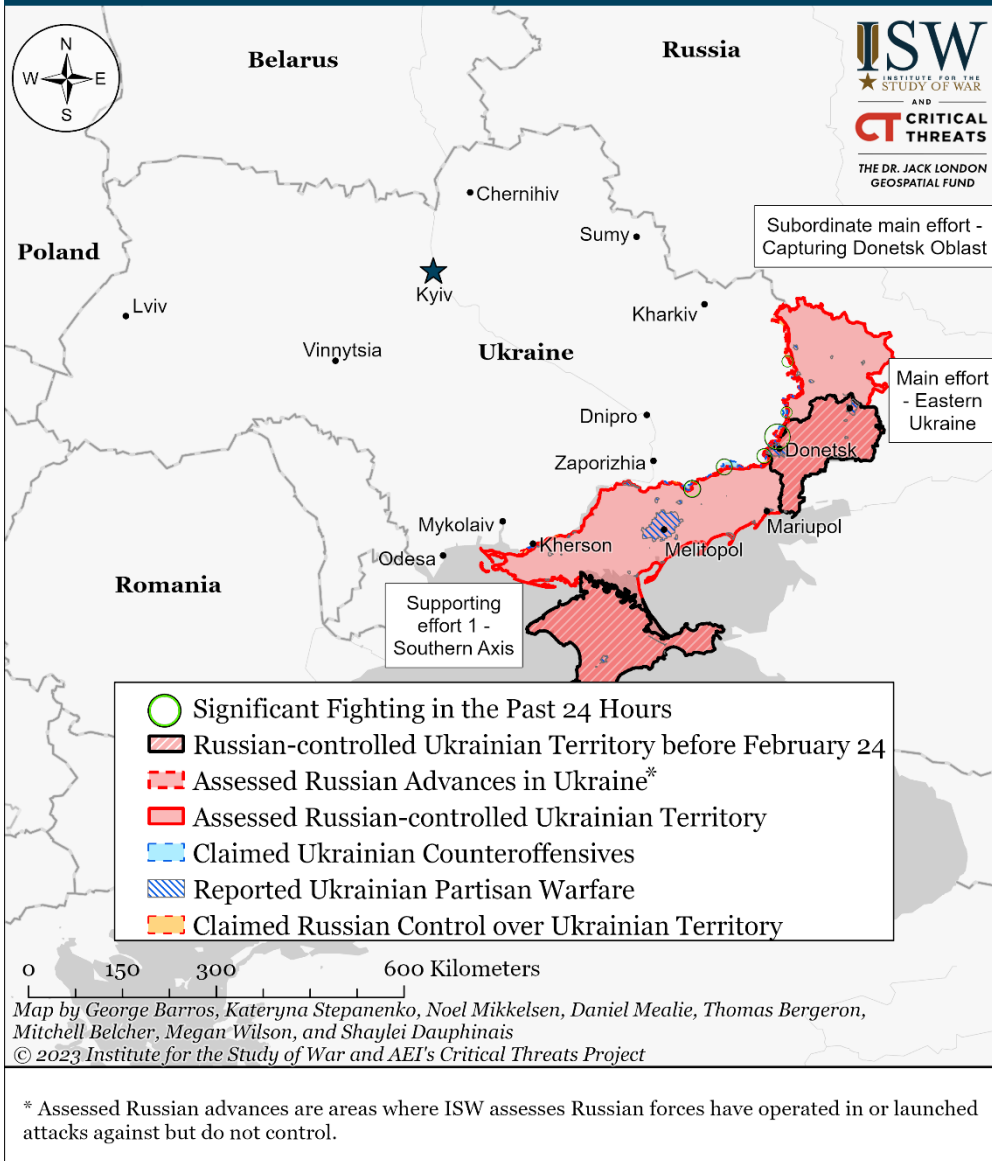 N
W E
S
Belarus
Russia
ISW
INSTITUTE FOR THE
STUDY OF WAR
AND
CT CRITICAL
THREATS
THE DR. JACK LONDON
GEOSPATIAL FUND
Chernihiv
Sumy
Subordinate main effort -
Capturing Donetsk Oblast
Poland
Kyiv
Lviv
Kharkiv
Vinnytsia
Ukraine
Main effort
- Eastern
Ukraine
Dnipro
Donetsk
Zaporizhia
Mykolaiv
Mariupol
Kherson
Odesa
Melitopol
Romania
Supporting
effort 1 -
Southern Axis
Significant Fighting in the Past 24 Hours
Russian-controlled Ukrainian Territory before February 24
Assessed Russian Advances in Ukraine*
Assessed Russian-controlled Ukrainian Territory
Claimed Ukrainian Counteroffensives
Reported Ukrainian Partisan Warfare
Claimed Russian Control over Ukrainian Territory
0 150 300 600 Kilometers
Map by George Barros, Kateryna Stepanenko, Noel Mikkelsen, Daniel Mealie, Thomas Bergeron,
Mitchell Belcher, Megan Wilson, and Shaylei Dauphinais
© 2023 Institute for the Study of War and AEI's Critical Threats Project
* Assessed Russian advances are areas where ISW assesses Russian forces have operated in or launched
attacks against but do not control.